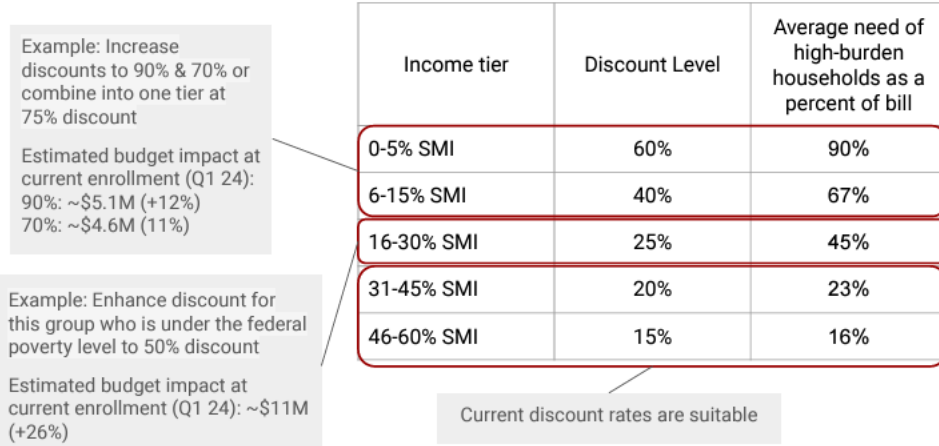 Example: Increase
discounts to 90% & 70% or
combine into one tier at
75% discount
Estimated budget impact at
current enrollment (Q1 24):
90%: ~$5.1M (+12%)
70%: ~$4.6M (11%)
Example: Enhance discount for
this group who is under the federal
poverty level to 50% discount
Estimated budget impact at
current enrollment (Q1 24): ~$11M
(+26%)
Income tier
Discount Level
Average need of
high-burden
households as a
percent of bill
0-5% SMI 60% 90%
6-15% SMI 40% 67%
16-30% SMI 25% 45%
31-45% SMI 20% 23%
46-60% SMI 15% 16%
Current discount rates are suitable